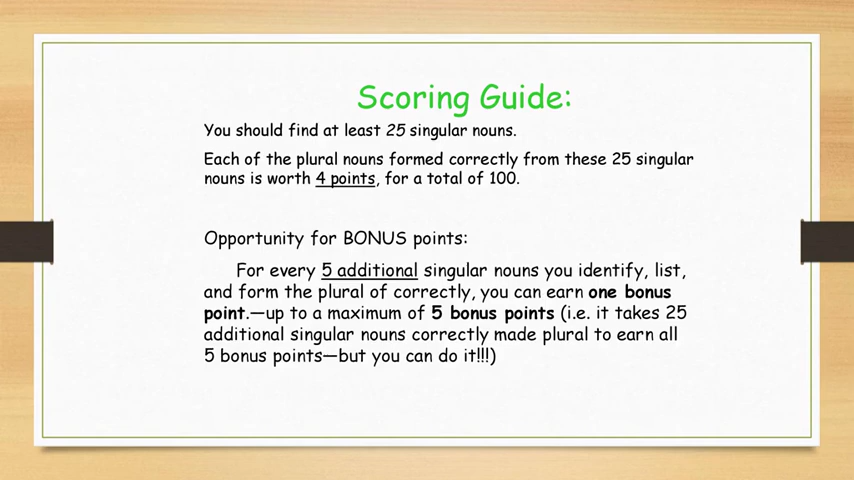 Scoring Guide:
You should find at least 25 singular nouns.
Each of the plural nouns formed correctly from these 25 singular
nouns is worth 4 points, for a total of 100.
Opportunity for BONUS points:
For every 5 additional singular nouns you identify, list,
and form the plural of correctly, you can earn one bonus
point.—up to a maximum of 5 bonus points (i.e. it takes 25
additional singular nouns correctly made plural to earn all
5 bonus points—but you can do it!!!)